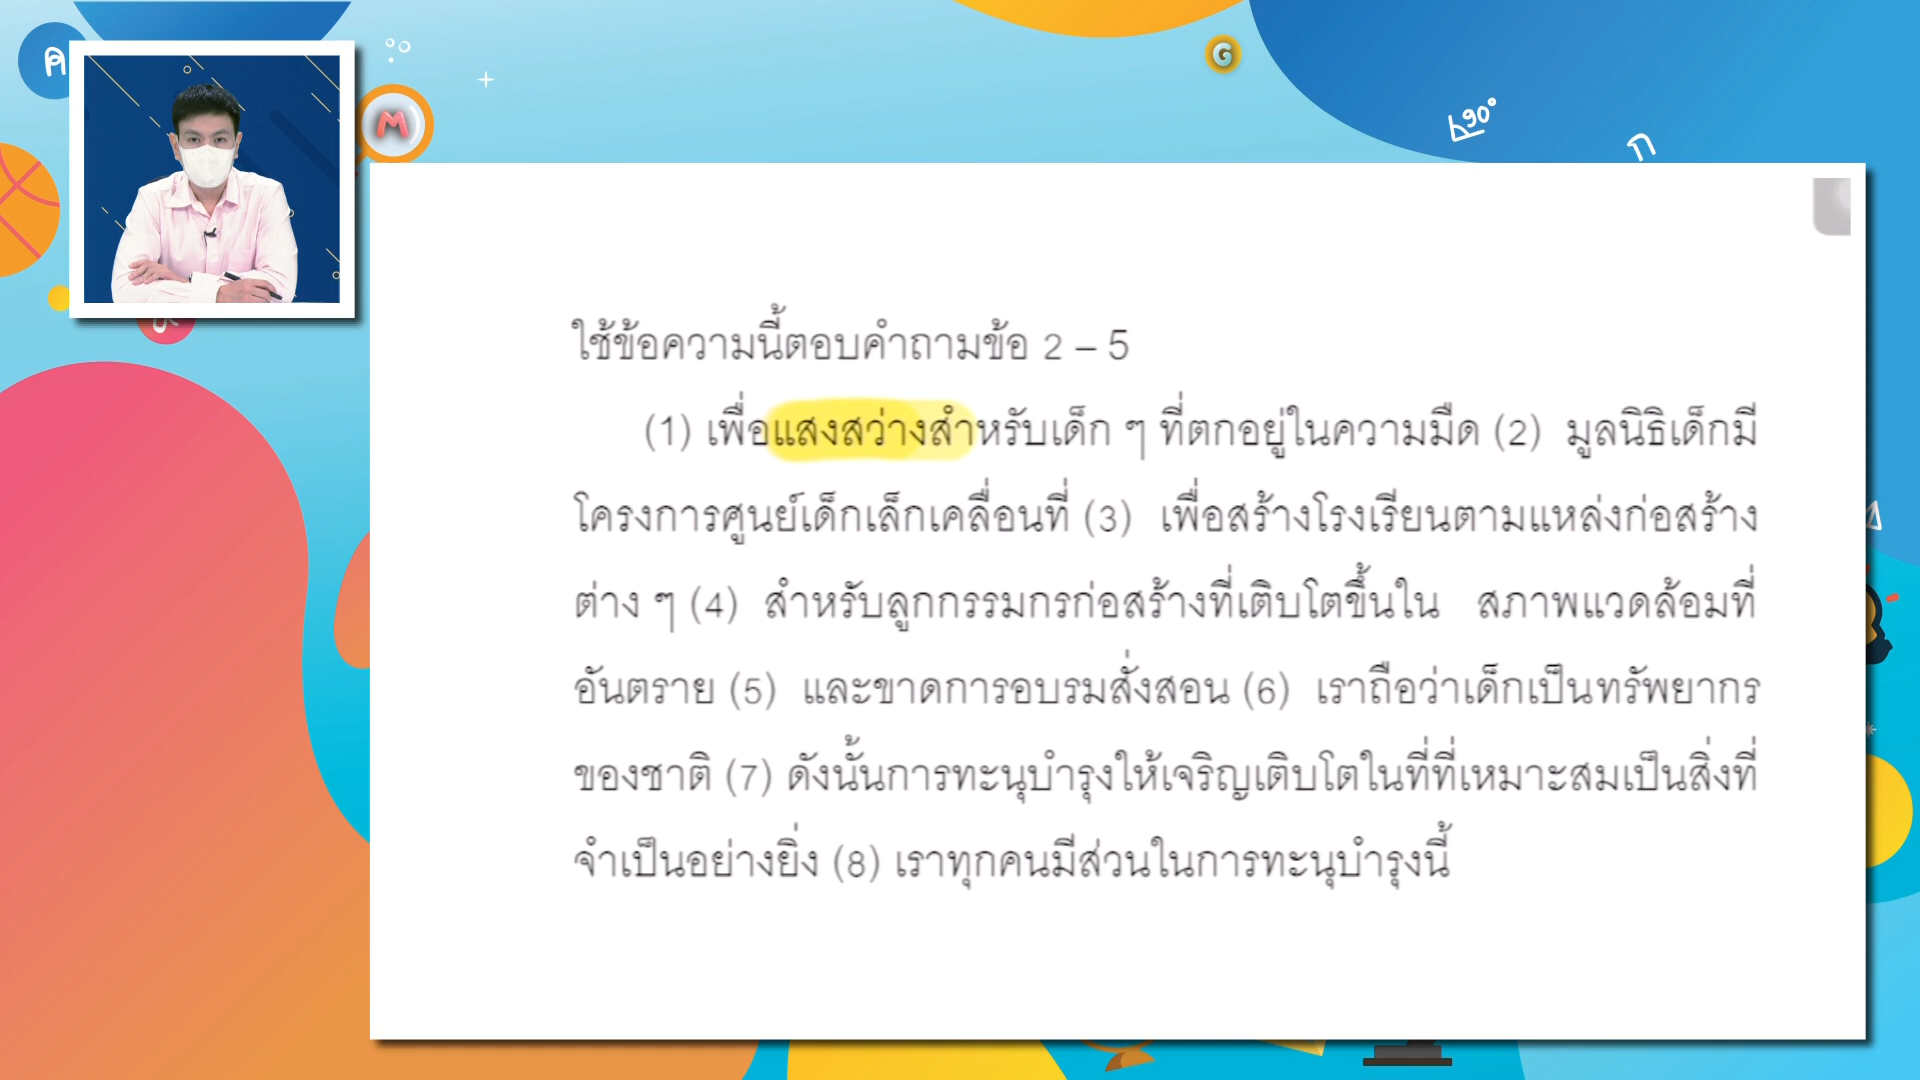 ค
M
G
90°
ก
ใช้ข้อความนี้ตอบคำถามข้อ 2 – 5
(1) เพื่อแสงสว่างสำหรับเด็ก ๆ ที่ตกอยู่ในความมืด (2) มูลนิธิเด็กมี
โครงการศูนย์เด็กเล็กเคลื่อนที่ (3) เพื่อสร้างโรงเรียนตามแหล่งก่อสร้าง
ต่าง ๆ (4) สำหรับลูกกรรมกรก่อสร้างที่เติบโตขึ้นใน สภาพแวดล้อมที่
อันตราย (5) และขาดการอบรมสั่งสอน (6) เราถือว่าเด็กเป็นทรัพยากร
ของชาติ (7) ดังนั้นการทะนุบำรุงให้เจริญเติบโตในที่ที่เหมาะสมเป็นสิ่งที่
จำเป็นอย่างยิ่ง (8) เราทุกคนมีส่วนในการทะนุบำรุงนี้